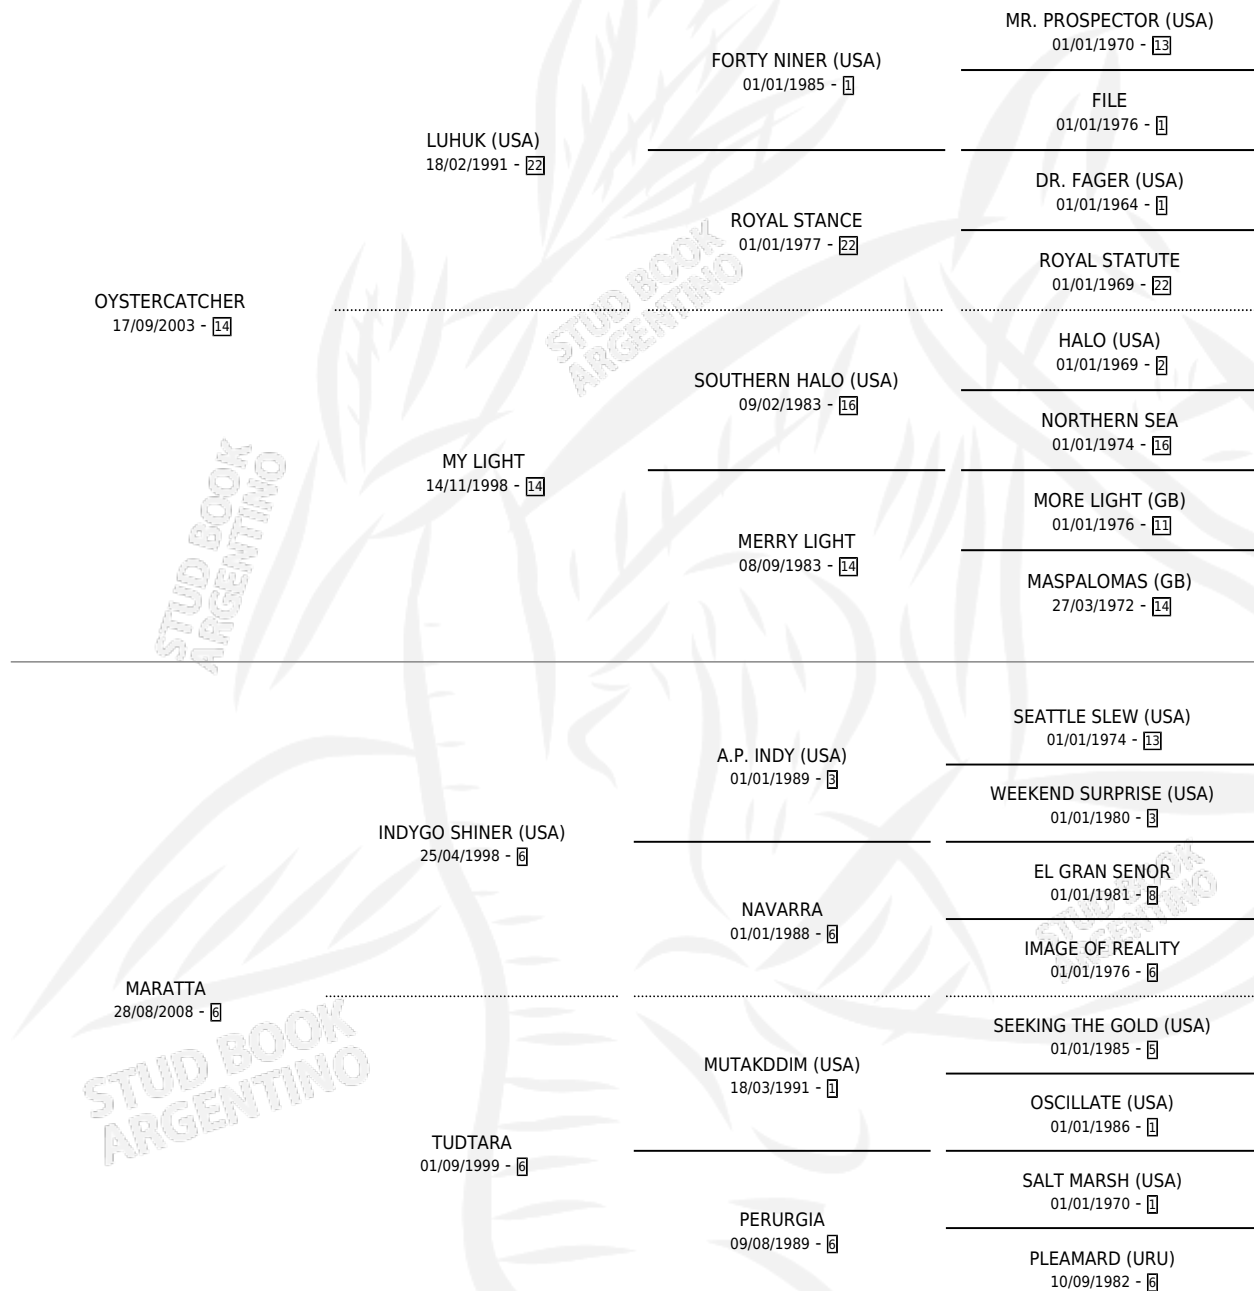 MR. PROSPECTOR (USA)
01/01/1970 - 13
FORTY NINER (USA)
01/01/1985 - 1
FILE
01/01/1976 - 1
LUHUK (USA)
18/02/1991 - 22
DR. FAGER (USA)
01/01/1964 - 1
ROYAL STANCE
01/01/1977 - 22
ROYAL STATUTE
01/01/1969 - 22
OYSTERCATCHER
17/09/2003 - 14
STUD BOOK
ARGENTINO
HALO (USA)
01/01/1969 - 2
SOUTHERN HALO (USA)
09/02/1983 - 16
NORTHERN SEA
01/01/1974 - 16
MY LIGHT
14/11/1998 - 14
MORE LIGHT (GB)
01/01/1976 - 11
MERRY LIGHT
08/09/1983 - 14
MASPALOMAS (GB)
27/03/1972 - 14
STUD BOOK
ARGENTINO
SEATTLE SLEW (USA)
01/01/1974 - 13
A.P. INDY (USA)
01/01/1989 - 3
WEEKEND SURPRISE (USA)
01/01/1980 - 3
INDYGO SHINER (USA)
25/04/1998 - 6
EL GRAN SENOR
01/01/1981 - 8
NAVARRA
01/01/1988 - 6
STUD BOOK
ARGENTINO
IMAGE OF REALITY
01/01/1976 - 6
MARATTA
28/08/2008 - 6
STUD BOOK
ARGENTINO
SEEKING THE GOLD (USA)
01/01/1985 - 5
MUTAKDDIM (USA)
18/03/1991 - 1
OSCILLATE (USA)
01/01/1986 - 1
TUDTARA
01/09/1999 - 6
SALT MARSH (USA)
01/01/1970 - 1
PERURGIA
09/08/1989 - 6
PLEAMARD (URU)
10/09/1982 - 6